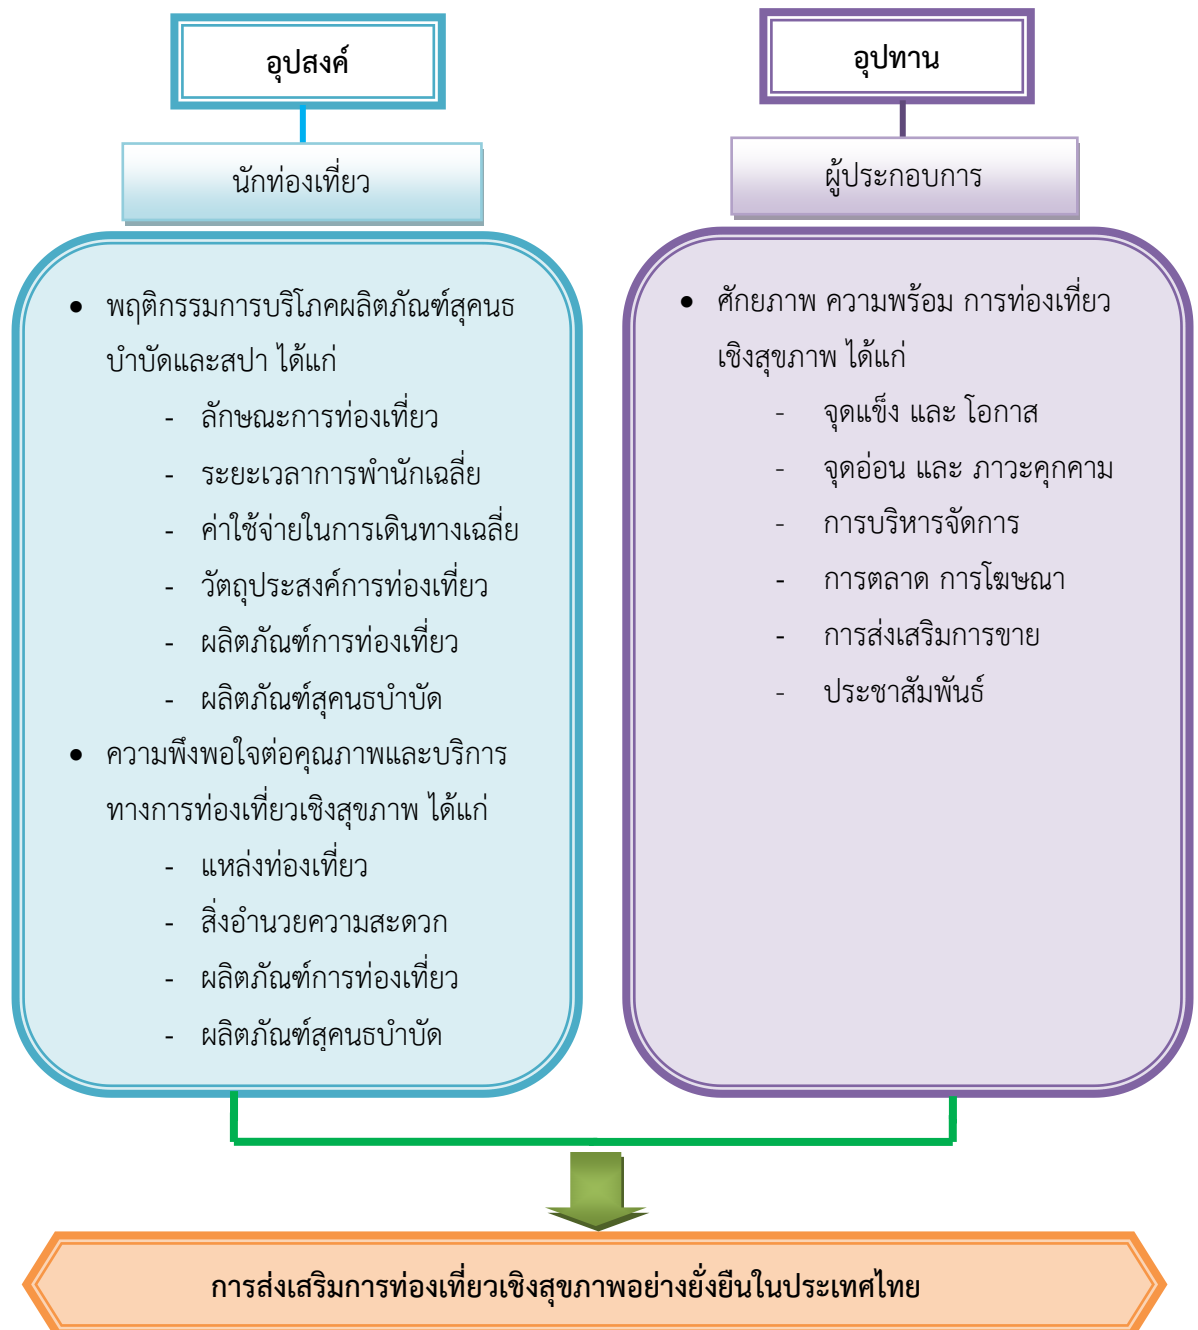 อุปสงค์
นักท่องเที่ยว
• พฤติกรรมการบริโภคผลิตภัณฑ์สุคนธ
บำบัดและสปา ได้แก่
- ลักษณะการท่องเที่ยว
- ระยะเวลาการพำนักเฉลี่ย
- ค่าใช้จ่ายในการเดินทางเฉลี่ย
- วัตถุประสงค์การท่องเที่ยว
- ผลิตภัณฑ์การท่องเที่ยว
- ผลิตภัณฑ์สุคนธบำบัด
• ความพึงพอใจต่อคุณภาพและบริการ
ทางการท่องเที่ยวเชิงสุขภาพ ได้แก่
- แหล่งท่องเที่ยว
- สิ่งอำนวยความสะดวก
- ผลิตภัณฑ์การท่องเที่ยว
- ผลิตภัณฑ์สุคนธบำบัด
อุปทาน
ผู้ประกอบการ
• ศักยภาพ ความพร้อม การท่องเที่ยว
เชิงสุขภาพ ได้แก่
- จุดแข็ง และ โอกาส
- จุดอ่อน และ ภาวะคุกคาม
- การบริหารจัดการ
- การตลาด การโฆษณา
- การส่งเสริมการขาย
- ประชาสัมพันธ์
การส่งเสริมการท่องเที่ยวเชิงสุขภาพอย่างยั่งยืนในประเทศไทย